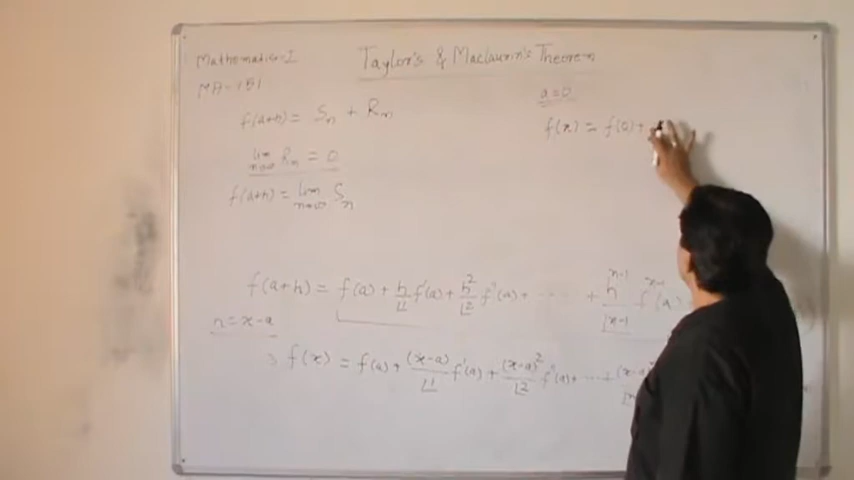 Mathematics-I
MA-151
Taylor's & Maclaurin's Theorem
f(a+h) = Sₙ + Rₙ
lim n→∞ Rₙ = 0
f(a+h) = lim n→∞ Sₙ
a=0
f(x) = f(0) +
f(a+h) = f(a) + h/⌊1 f'(a) + h²/⌊2 f''(a) + ...... + hⁿ⁻¹/⌊n-1 fⁿ⁻¹(a)
h = x-a
f(x) = f(a) + (x-a)/⌊1 f'(a) + (x-a)²/⌊2 f''(a) + ... + (x-a)